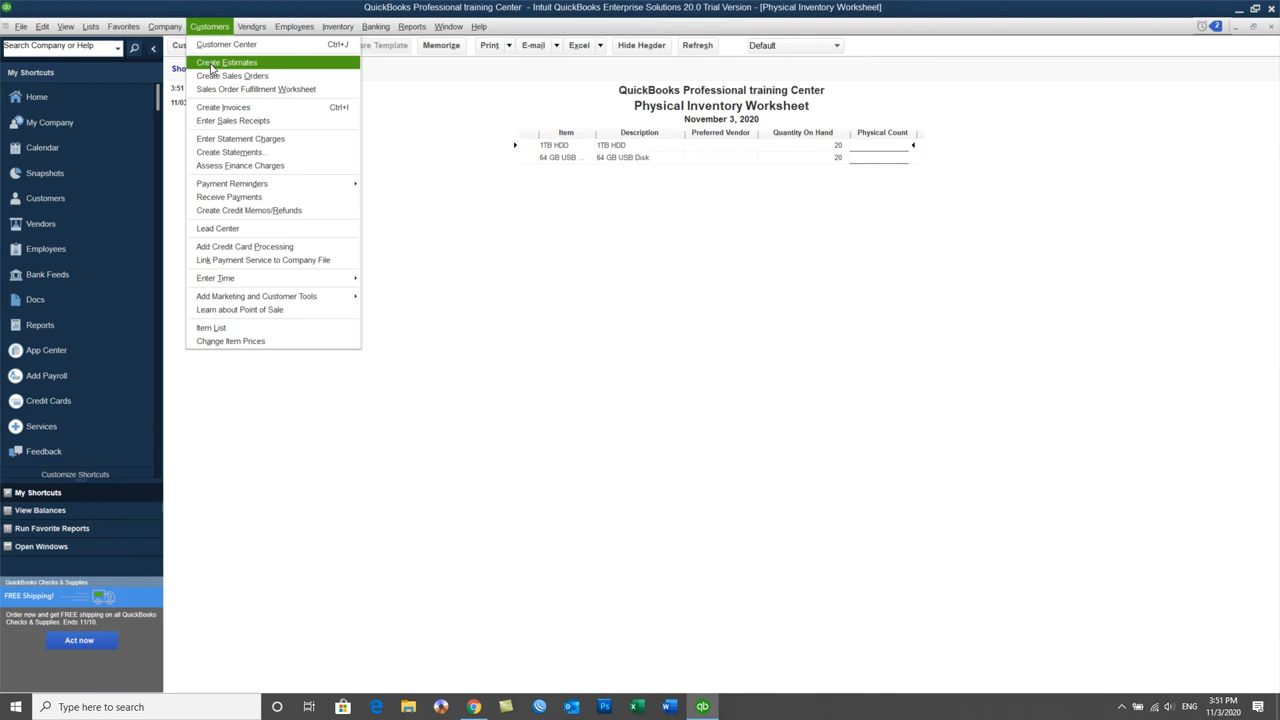 QuickBooks Professional training Center - Intuit QuickBooks Enterprise Solutions 20.0 Trial Version - [Physical Inventory Worksheet]
File Edit View Lists Favorites Company Customers Vendors Employees Inventory Banking Reports Window Help
2
Search Company or Help
Memorize Print E-mail Excel Hide Header Refresh Default
My Shortcuts
Home
My Company
Calendar
Snapshots
Customers
Vendors
Employees
Bank Feeds
Docs
Reports
App Center
Add Payroll
Credit Cards
Services
Feedback
Customize Shortcuts
My Shortcuts
View Balances
Run Favorite Reports
Open Windows
QuickBooks Checks & Supplies
FREE Shipping!
Order now and get FREE shipping on all QuickBooks
Checks & Supplies. Ends 11/10.
Act now
Customer Center Ctrl+J
Create Estimates
Create Sales Orders
Sales Order Fulfillment Worksheet
Create Invoices Ctrl+I
Enter Sales Receipts
Enter Statement Charges
Create Statements...
Assess Finance Charges
Payment Reminders
Receive Payments
Create Credit Memos/Refunds
Lead Center
Add Credit Card Processing
Link Payment Service to Company File
Enter Time
Add Marketing and Customer Tools
Learn about Point of Sale
Item List
Change Item Prices
Template
3:51
QuickBooks Professional training Center
Physical Inventory Worksheet
November 3, 2020
Item Description Preferred Vendor Quantity On Hand Physical Count
1TB HDD 1TB HDD 20
64 GB USB ... 64 GB USB Disk 20
Type here to search
ENG
3:51 PM
11/3/2020